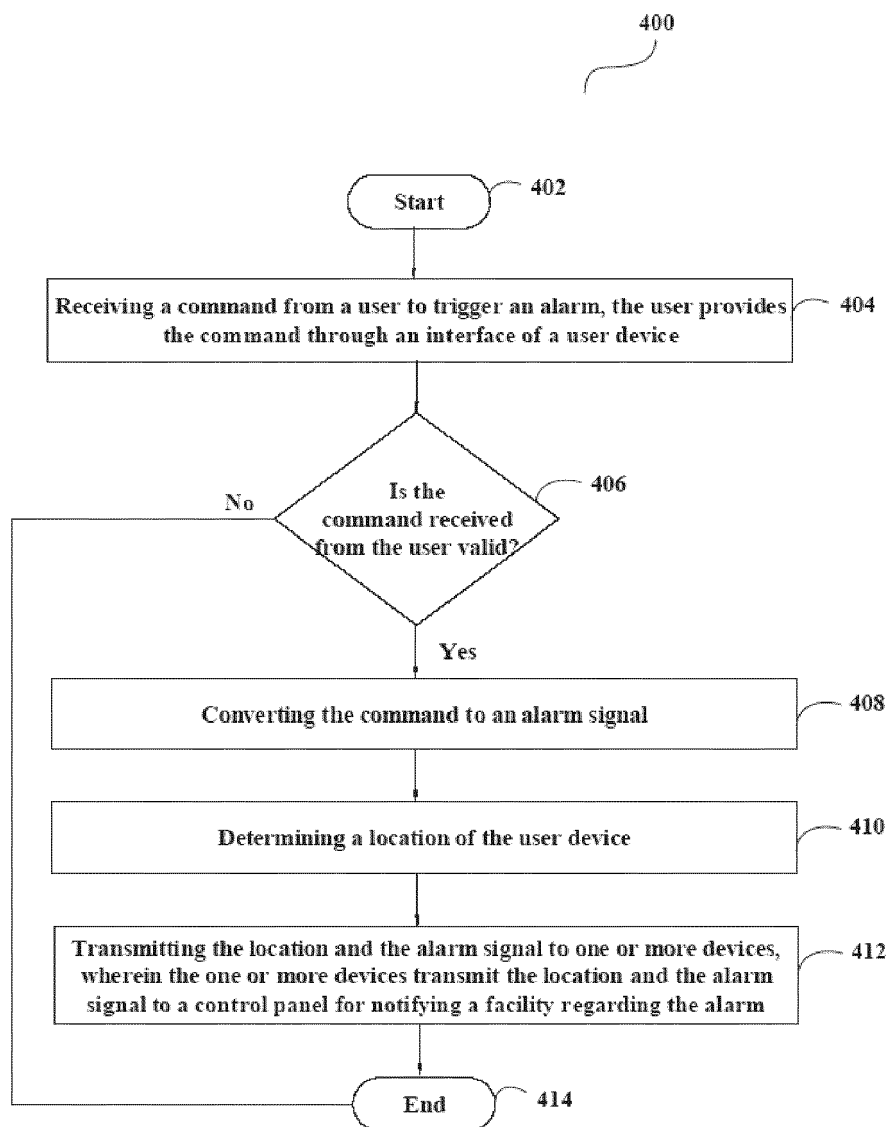 400
Start
402
Receiving a command from a user to trigger an alarm, the user provides
the command through an interface of a user device
404
Is the
command received
from the user valid?
406
No
Yes
Converting the command to an alarm signal
408
Determining a location of the user device
410
Transmitting the location and the alarm signal to one or more devices,
wherein the one or more devices transmit the location and the alarm
signal to a control panel for notifying a facility regarding the alarm
412
End
414